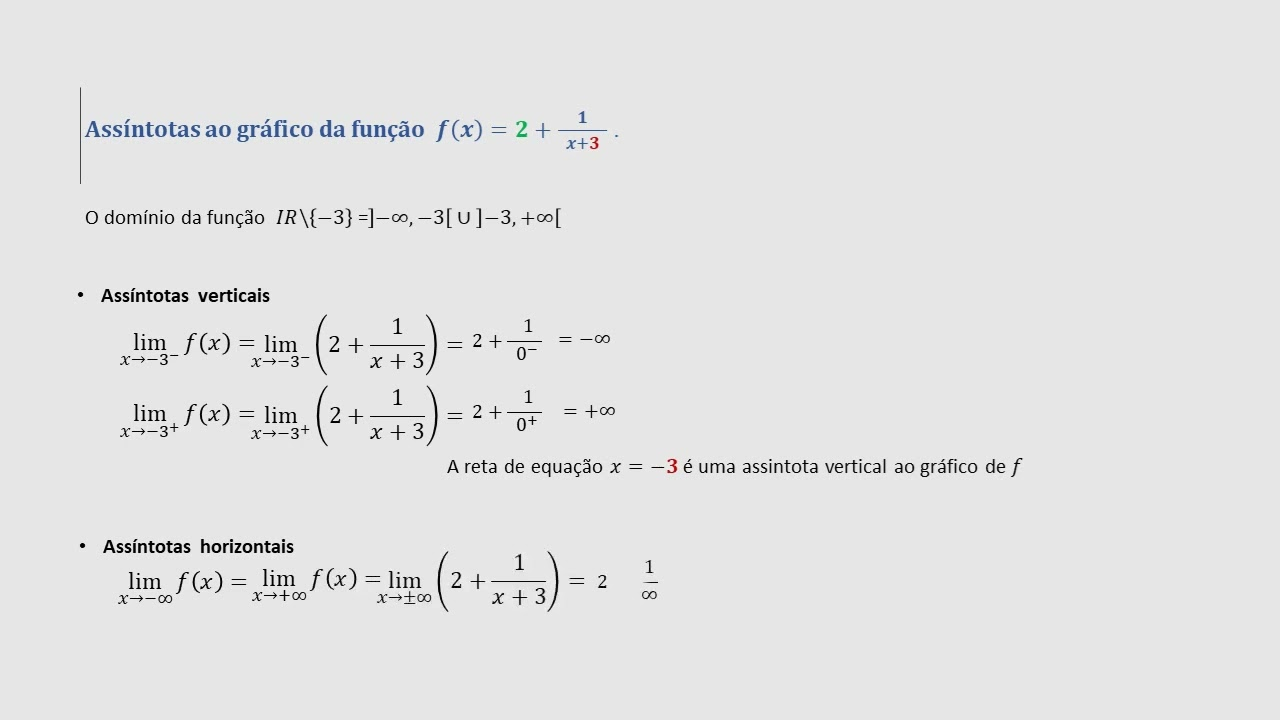 Assíntotas ao gráfico da função f(x) = 2 + 1/(x+3) .
O domínio da função IR\{−3} =]−∞, −3[ ∪ ]−3, +∞[
• Assíntotas verticais
lim x→−3⁻ f(x) = lim x→−3⁻ (2 + 1/(x + 3)) = 2 + 1/0⁻ = −∞
lim x→−3⁺ f(x) = lim x→−3⁺ (2 + 1/(x + 3)) = 2 + 1/0⁺ = +∞
A reta de equação x = −3 é uma assintota vertical ao gráfico de f
• Assíntotas horizontais
lim x→−∞ f(x) = lim x→+∞ f(x) = lim x→±∞ (2 + 1/(x + 3)) = 2 1/∞